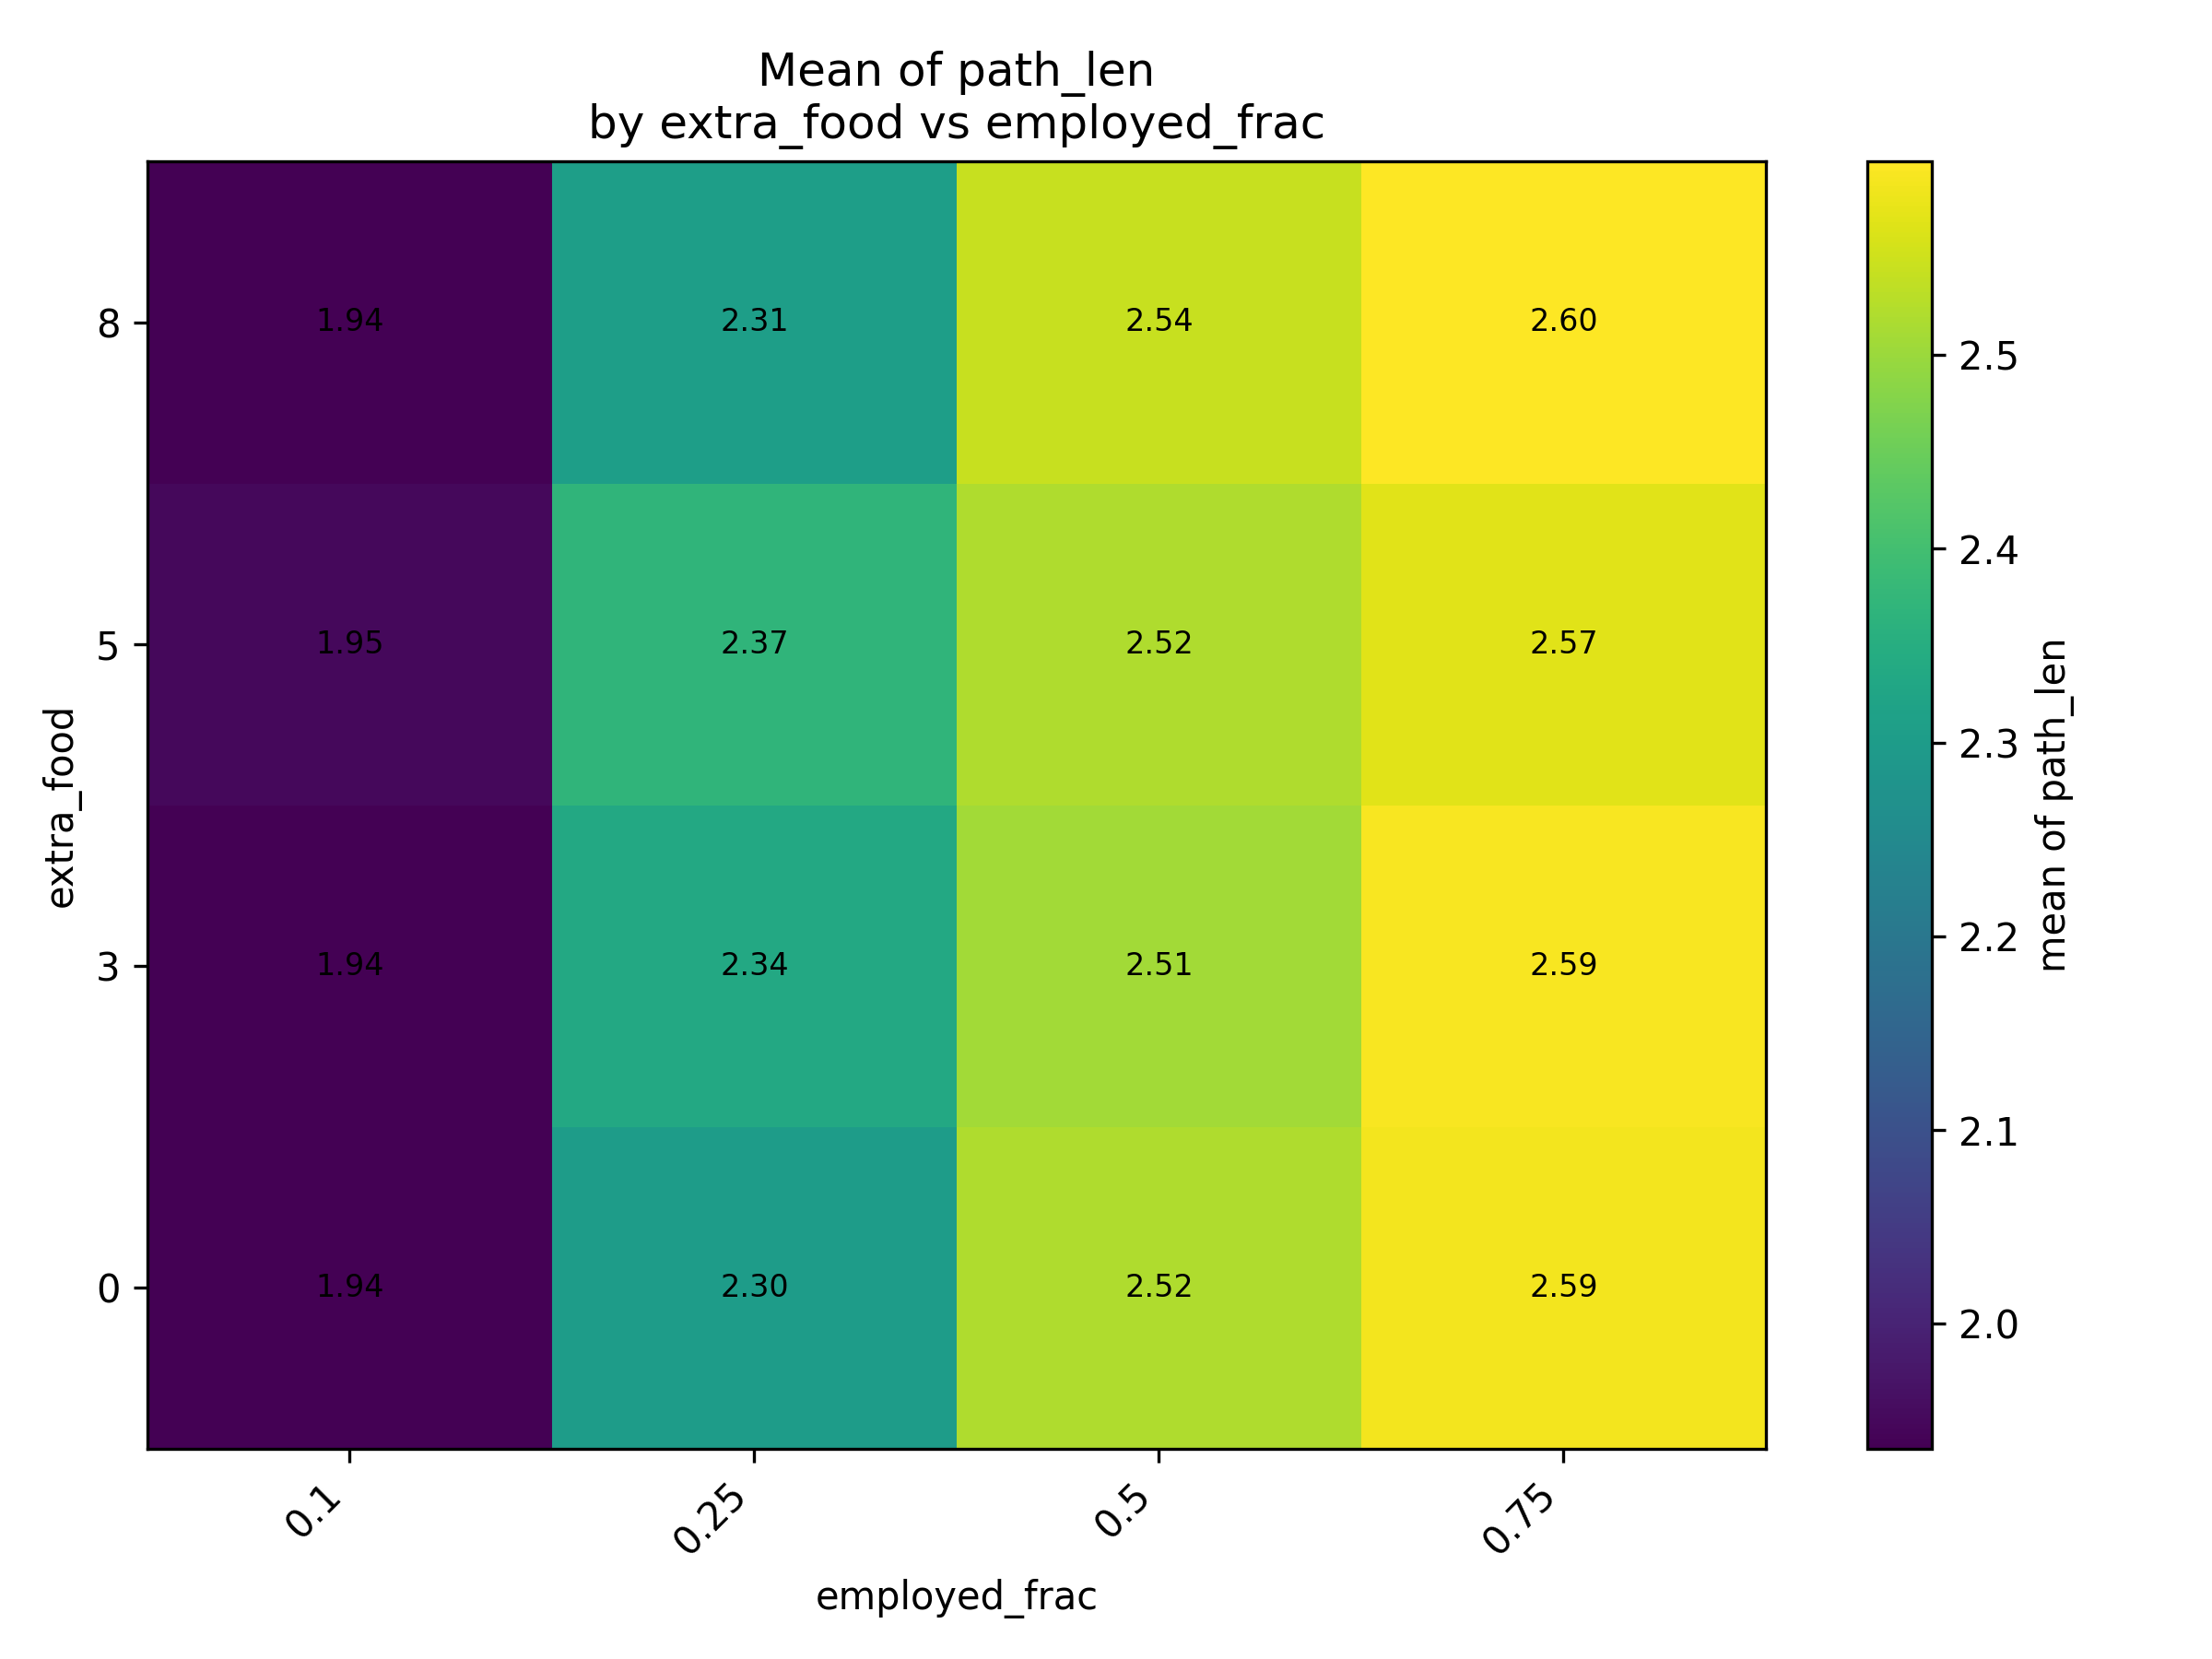 Mean of path_len
by extra_food vs employed_frac
8
1.94 2.31 2.54 2.60
5
1.95 2.37 2.52 2.57
3
1.94 2.34 2.51 2.59
0
1.94 2.30 2.52 2.59
extra_food
0.1 0.25 0.5 0.75
employed_frac
2.5
2.4
2.3
2.2
2.1
2.0
mean of path_len